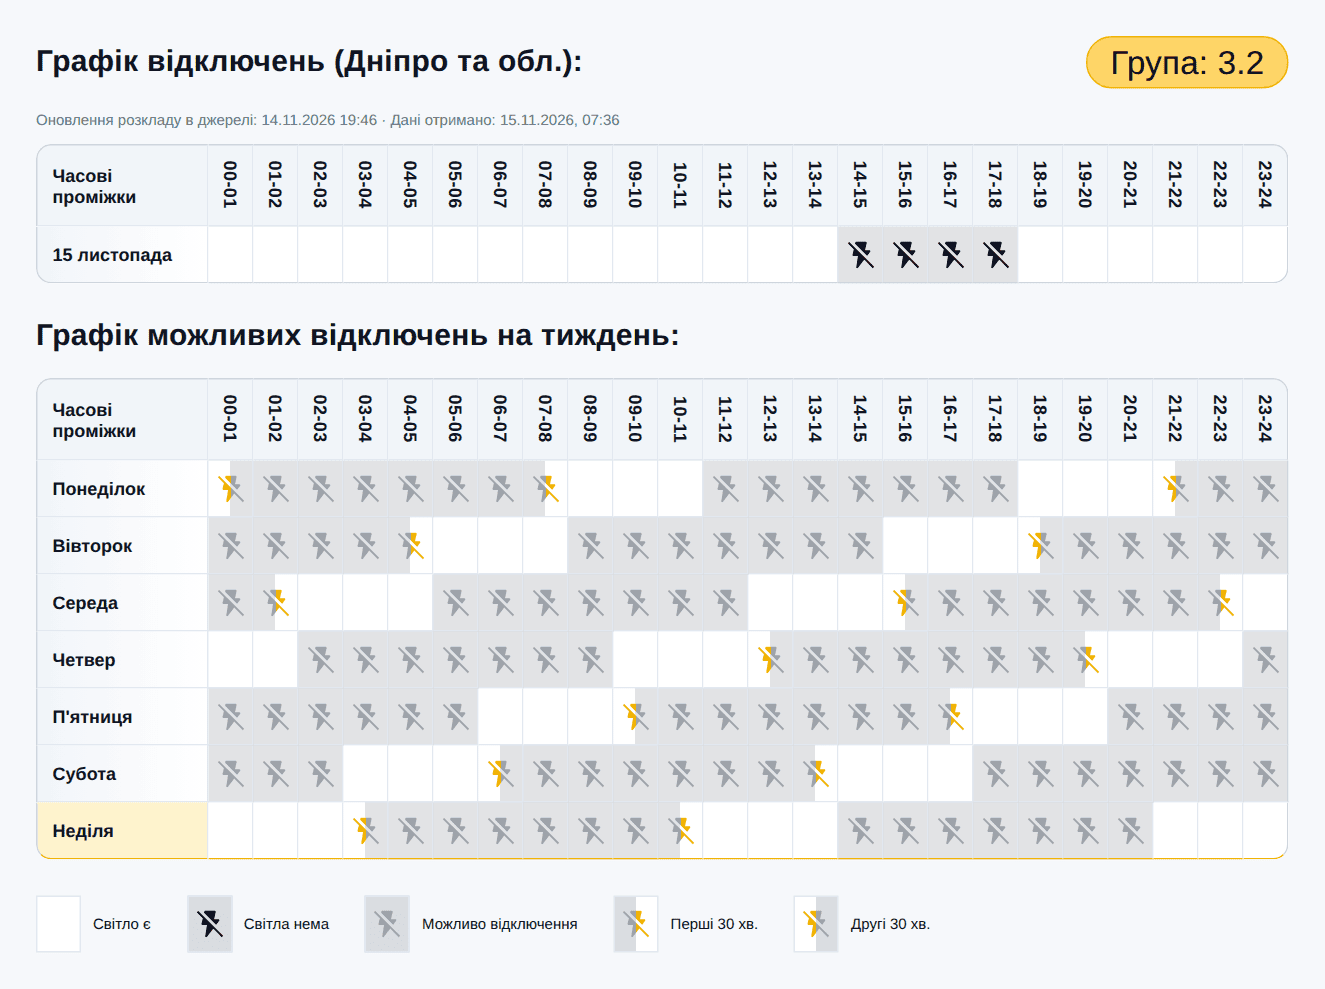 Графік відключень (Дніпро та обл.):
Група: 3.2
Оновлення розкладу в джерелі: 14.11.2026 19:46 · Дані отримано: 15.11.2026, 07:36
Часові
проміжки
00-01 01-02 02-03 03-04 04-05 05-06 06-07 07-08 08-09 09-10 10-11 11-12 12-13 13-14 14-15 15-16 16-17 17-18 18-19 19-20 20-21 21-22 22-23 23-24
15 листопада
Графік можливих відключень на тиждень:
Часові
проміжки
00-01 01-02 02-03 03-04 04-05 05-06 06-07 07-08 08-09 09-10 10-11 11-12 12-13 13-14 14-15 15-16 16-17 17-18 18-19 19-20 20-21 21-22 22-23 23-24
Понеділок
Вівторок
Середа
Четвер
П'ятниця
Субота
Неділя
Світло є
Світла нема
Можливо відключення
Перші 30 хв.
Другі 30 хв.